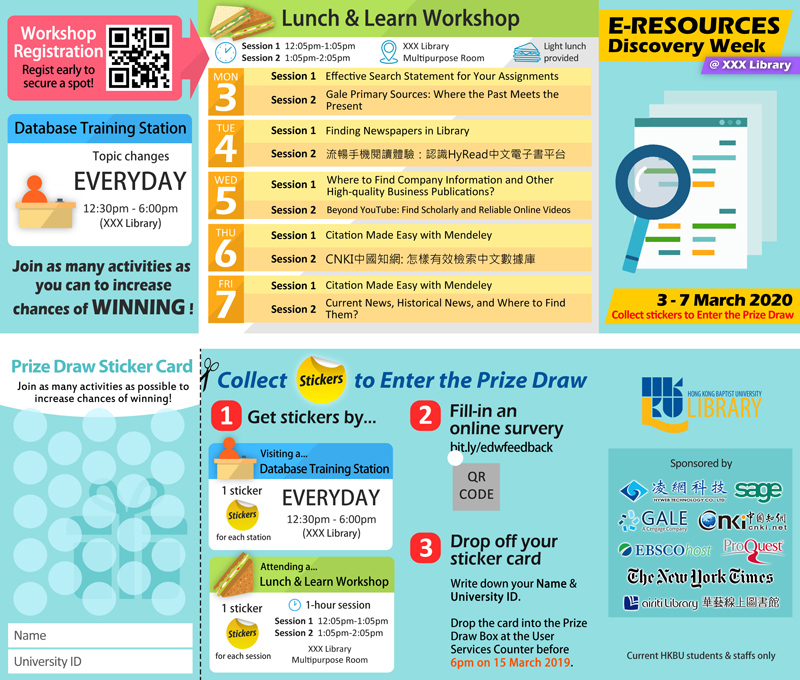 Workshop
Registration
Regist early to
secure a spot!
Database Training Station
Topic changes
EVERYDAY
12:30pm - 6:00pm
(XXX Library)
Join as many activities as
you can to increase
chances of WINNING !
Lunch & Learn Workshop
Session 1 12:05pm-1:05pm
Session 2 1:05pm-2:05pm
XXX Library
Multipurpose Room
Light lunch
provided
MON
3
Session 1 Effective Search Statement for Your Assignments
Session 2 Gale Primary Sources: Where the Past Meets the
Present
TUE
4
Session 1 Finding Newspapers in Library
Session 2 流暢手機閱讀體驗：認識HyRead中文電子書平台
WED
5
Session 1 Where to Find Company Information and Other
High-quality Business Publications?
Session 2 Beyond YouTube: Find Scholarly and Reliable Online Videos
THU
6
Session 1 Citation Made Easy with Mendeley
Session 2 CNKI中國知網: 怎樣有效檢索中文數據庫
FRI
7
Session 1 Citation Made Easy with Mendeley
Session 2 Current News, Historical News, and Where to Find
Them?
E-RESOURCES
Discovery Week
@ XXX Library
3 - 7 March 2020
Collect stickers to Enter the Prize Draw
Prize Draw Sticker Card
Join as many activities as possible to
increase chances of winning!
Name
University ID
Collect Stickers to Enter the Prize Draw
1 Get stickers by...
Visiting a...
Database Training Station
1 sticker
Stickers
for each station
EVERYDAY
12:30pm - 6:00pm
(XXX Library)
Attending a...
Lunch & Learn Workshop
1 sticker
Stickers
for each session
1-hour session
Session 1 12:05pm-1:05pm
Session 2 1:05pm-2:05pm
XXX Library
Multipurpose Room
2 Fill-in an
online survery
bit.ly/edwfeedback
QR
CODE
3 Drop off your
sticker card
Write down your Name &
University ID.
Drop the card into the Prize
Draw Box at the User
Services Counter before
6pm on 15 March 2019.
HKBU
HONG KONG BAPTIST UNIVERSITY
LIBRARY
Sponsored by
凌網科技
HYWEB TECHNOLOGY CO., LTD.
sage
GALE
A Cengage Company
Cnki 中国知网
cnki.net
EBSCOhost
ProQuest
The New York Times
airiti Library 華藝線上圖書館
Current HKBU students & staffs only